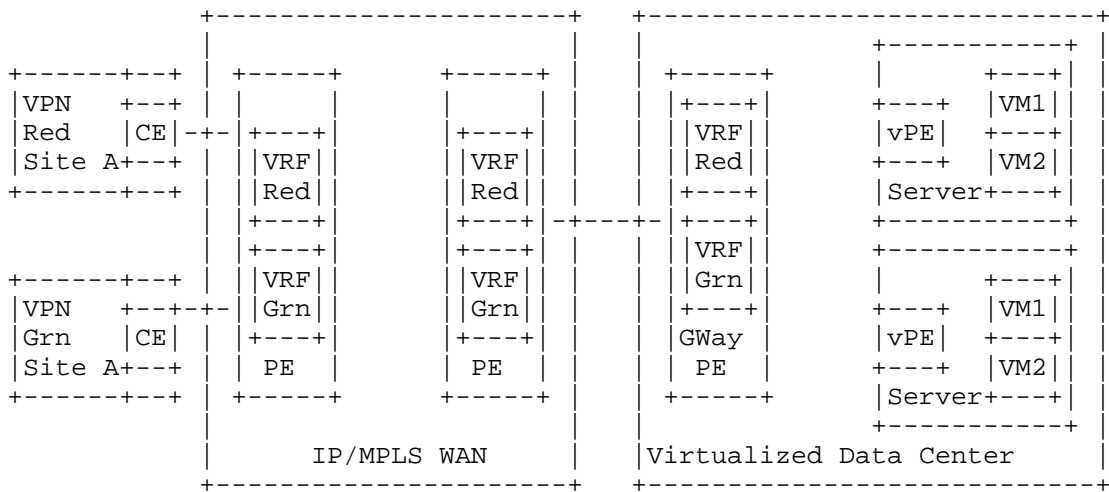 VPN VM1
Red CE VRF vPE
Site A VRF VRF Red VM2
Red Red Server
VRF
VRF VRF Grn
VPN Grn Grn VM1
Grn CE GWay vPE
Site A PE PE PE VM2
Server
IP/MPLS WAN Virtualized Data Center